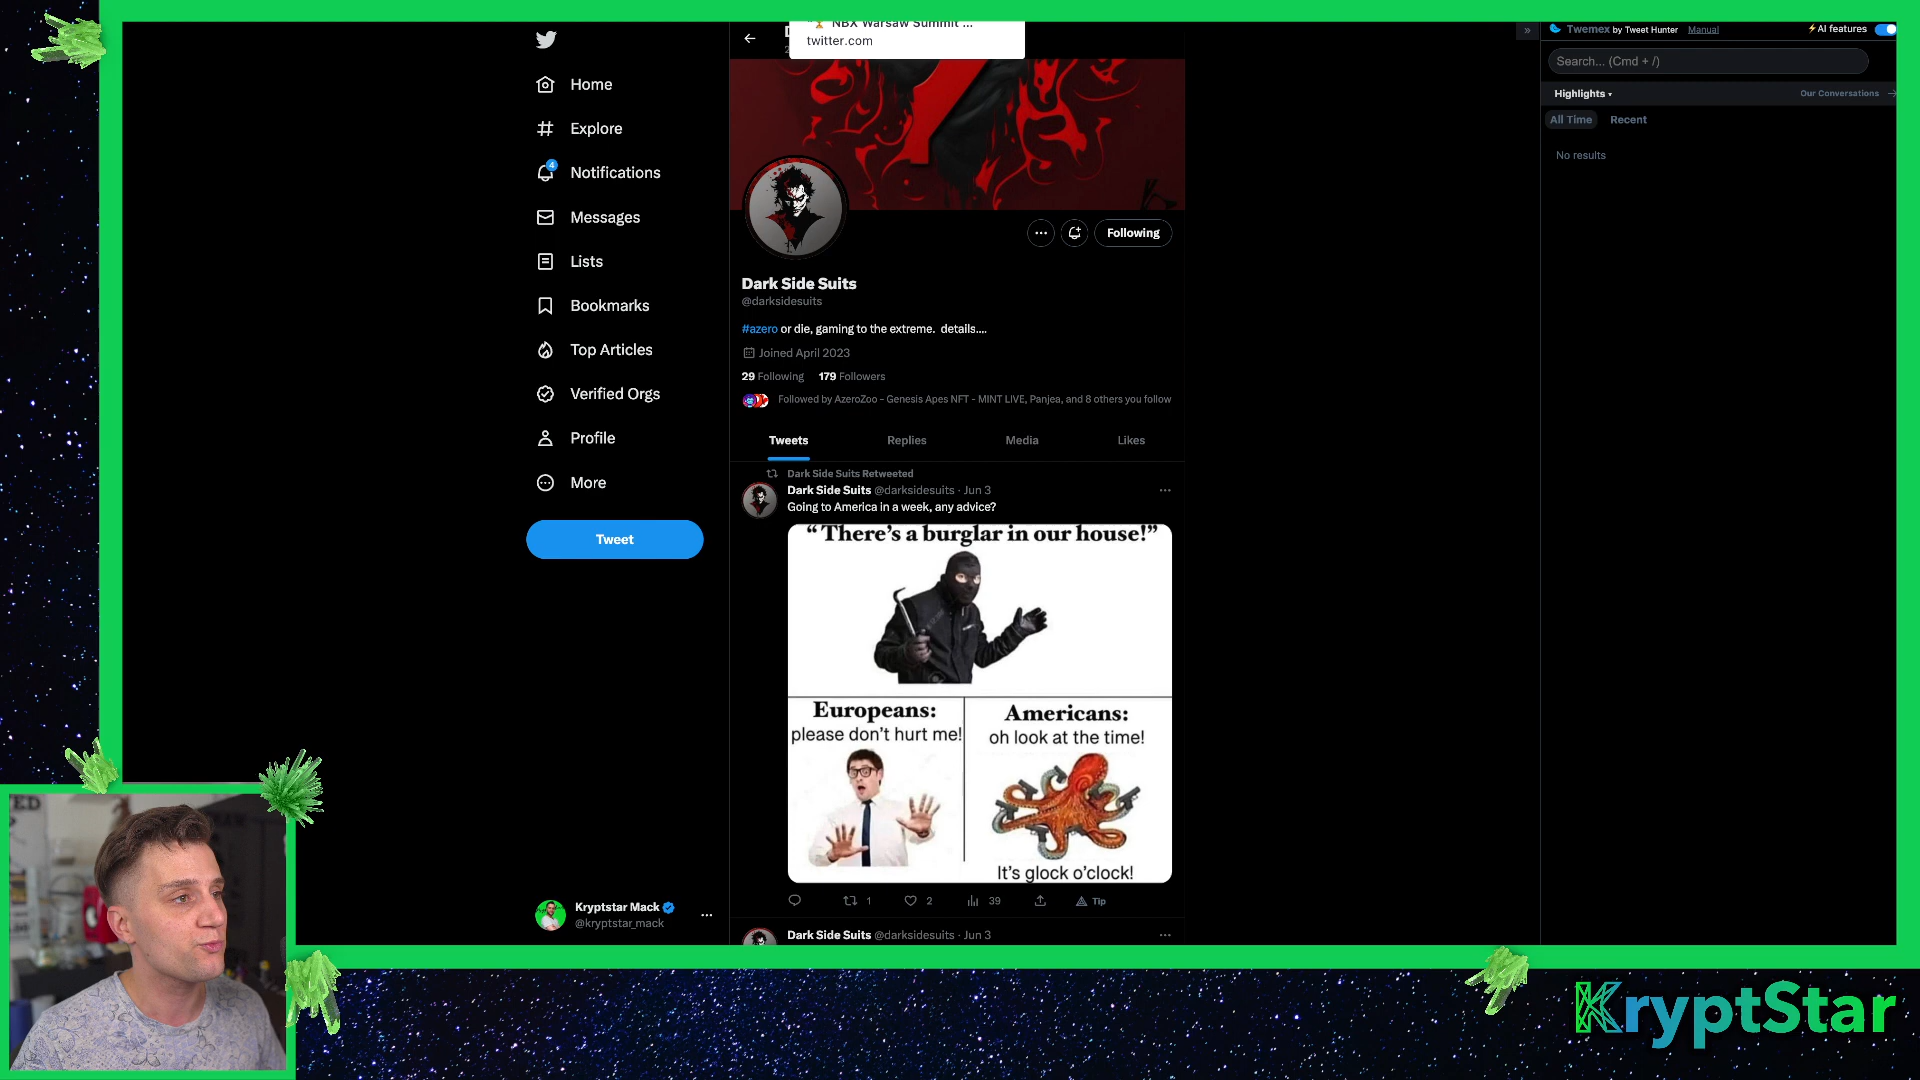 NBX Warsaw Summit ...
twitter.com
Home
Explore
4
Notifications
Messages
Lists
Bookmarks
Top Articles
Verified Orgs
Profile
More
Tweet
Kryptstar Mack
@kryptstar_mack
...
Following
Dark Side Suits
@darksidesuits
#azero or die, gaming to the extreme. details....
Joined April 2023
29 Following 179 Followers
Followed by AzeroZoo - Genesis Apes NFT - MINT LIVE, Panjea, and 8 others you follow
Tweets Replies Media Likes
Dark Side Suits Retweeted
Dark Side Suits @darksidesuits · Jun 3
Going to America in a week, any advice?
“There’s a burglar in our house!”
Europeans:
please don’t hurt me!
Americans:
oh look at the time!
It’s glock o’clock!
1 2 39 Tip
Dark Side Suits @darksidesuits · Jun 3
Twemex by Tweet Hunter Manual ⚡AI features
Search... (Cmd + /)
Highlights Our Conversations →
All Time Recent
No results
KryptStar